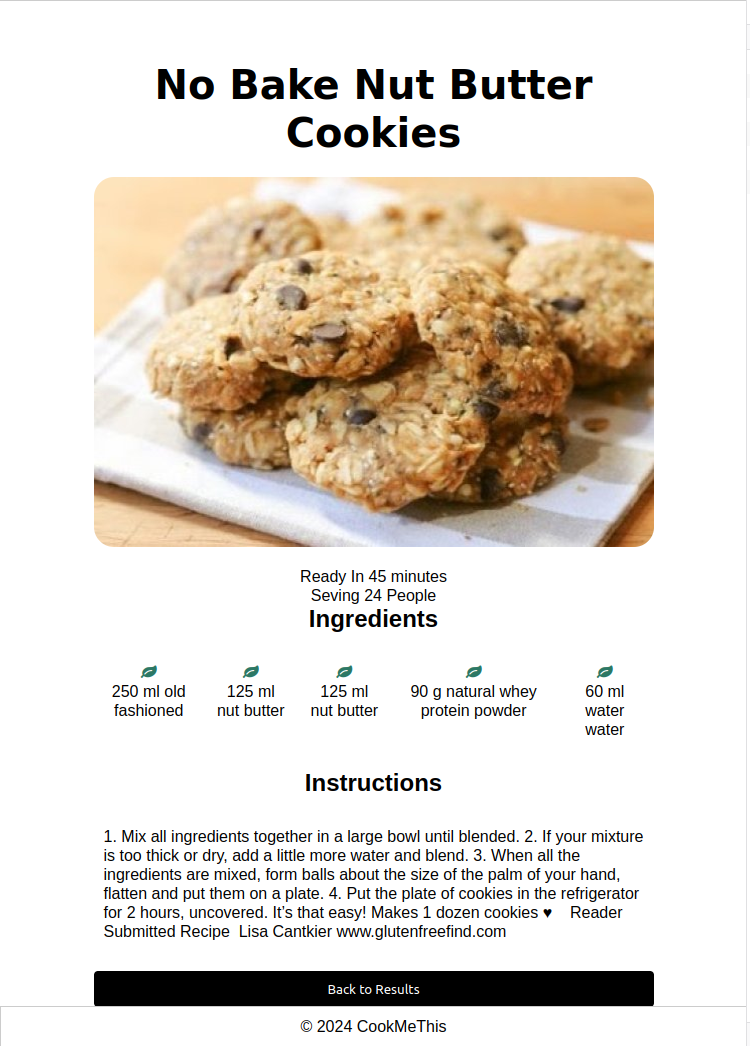 No Bake Nut Butter
Cookies
Ready In 45 minutes
Seving 24 People
Ingredients
250 ml old
fashioned
125 ml
nut butter
125 ml
nut butter
90 g natural whey
protein powder
60 ml
water
water
Instructions
1. Mix all ingredients together in a large bowl until blended. 2. If your mixture
is too thick or dry, add a little more water and blend. 3. When all the
ingredients are mixed, form balls about the size of the palm of your hand,
flatten and put them on a plate. 4. Put the plate of cookies in the refrigerator
for 2 hours, uncovered. It’s that easy! Makes 1 dozen cookies ♥ Reader
Submitted Recipe Lisa Cantkier www.glutenfreefind.com
Back to Results
© 2024 CookMeThis